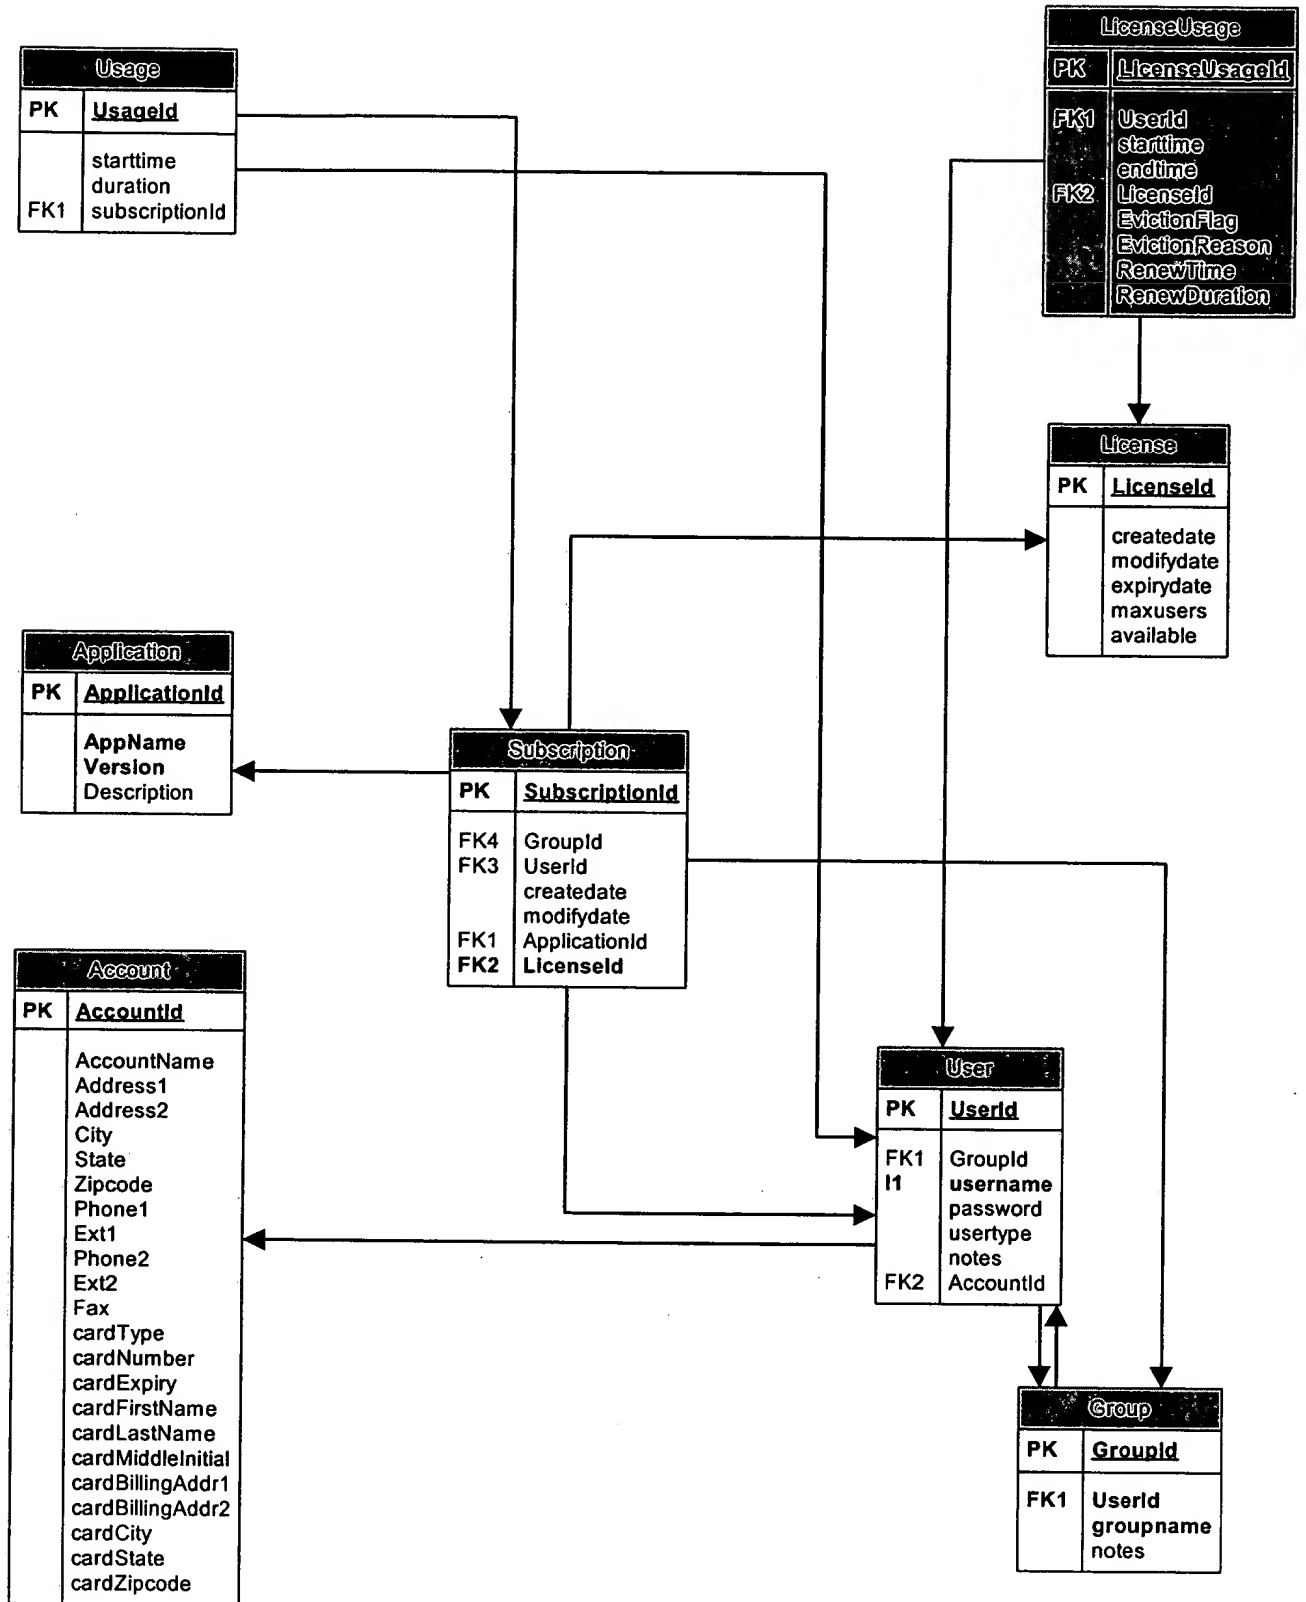 LicenseUsage
PK LicenseUsageId
FK1 UserId
starttime
endtime
FK2 LicenseId
EvictionFlag
EvictionReason
RenewTime
RenewDuration
Usage
PK UsageId
starttime
duration
FK1 subscriptionId
License
PK LicenseId
createdate
modifydate
expirydate
maxusers
available
Application
PK ApplicationId
AppName
Version
Description
Subscription
PK SubscriptionId
FK4 GroupId
FK3 UserId
createdate
modifydate
FK1 ApplicationId
FK2 LicenseId
Account
PK AccountId
AccountName
Address1
Address2
City
State
Zipcode
Phone1
Ext1
Phone2
Ext2
Fax
cardType
cardNumber
cardExpiry
cardFirstName
cardLastName
cardMiddleInitial
cardBillingAddr1
cardBillingAddr2
cardCity
cardState
cardZipcode
User
PK UserId
FK1 GroupId
I1 username
password
usertype
notes
FK2 AccountId
Group
PK GroupId
FK1 UserId
groupname
notes